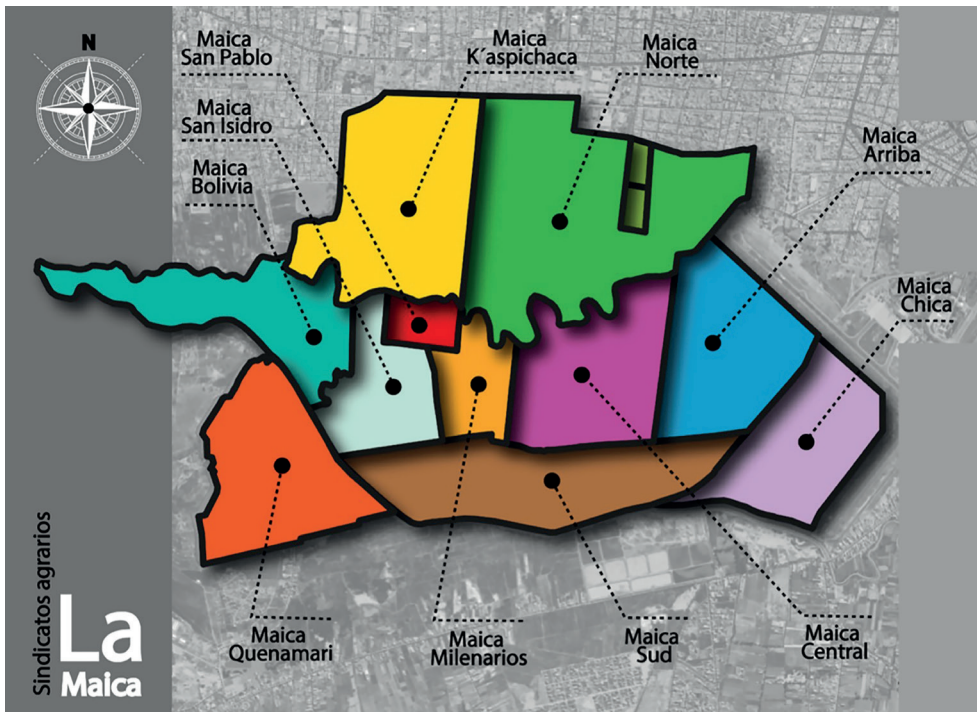 N
Maica
San Pablo
Maica
K´aspichaca
Maica
Norte
Maica
San Isidro
Maica
Bolivia
Maica
Arriba
Maica
Chica
Maica
Quenamari
Maica
Milenarios
Maica
Sud
Maica
Central
Sindicatos agrarios
La
Maica